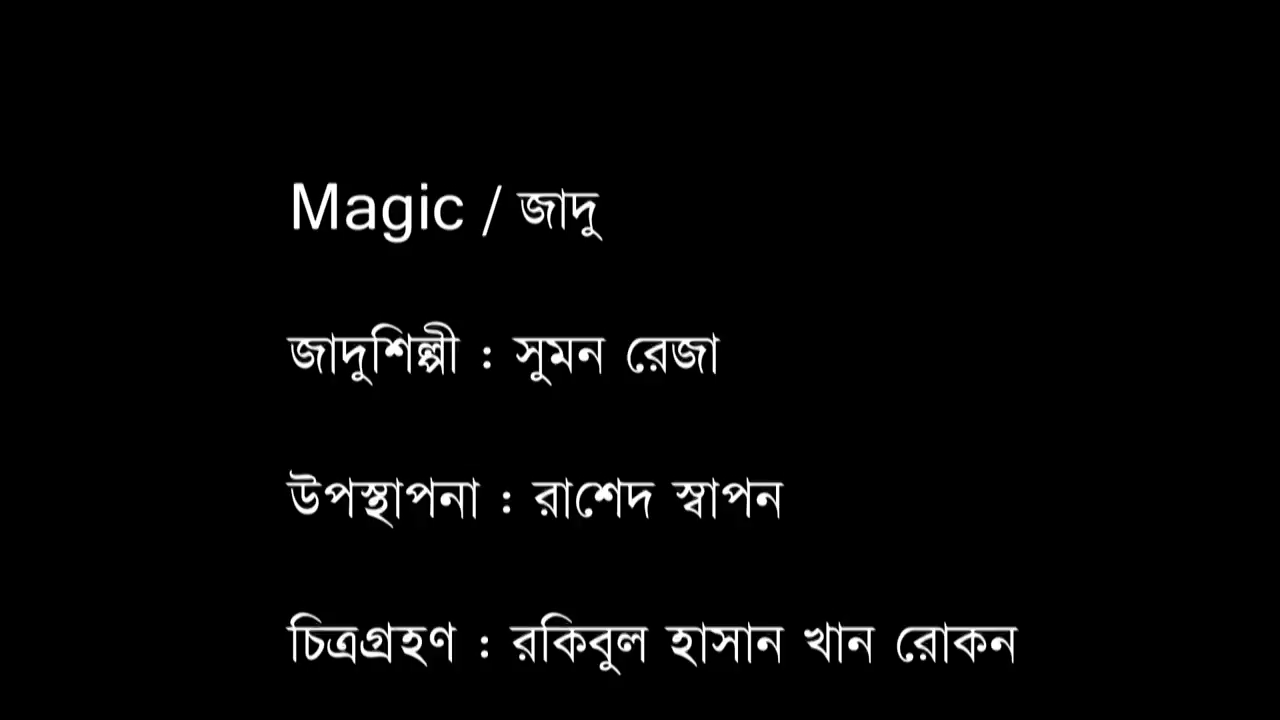 Magic / জাদু
জাদুশিল্পী : সুমন রেজা
উপস্থাপনা : রাশেদ স্বাপন
চিত্রগ্রহণ : রকিবুল হাসান খান রোকন